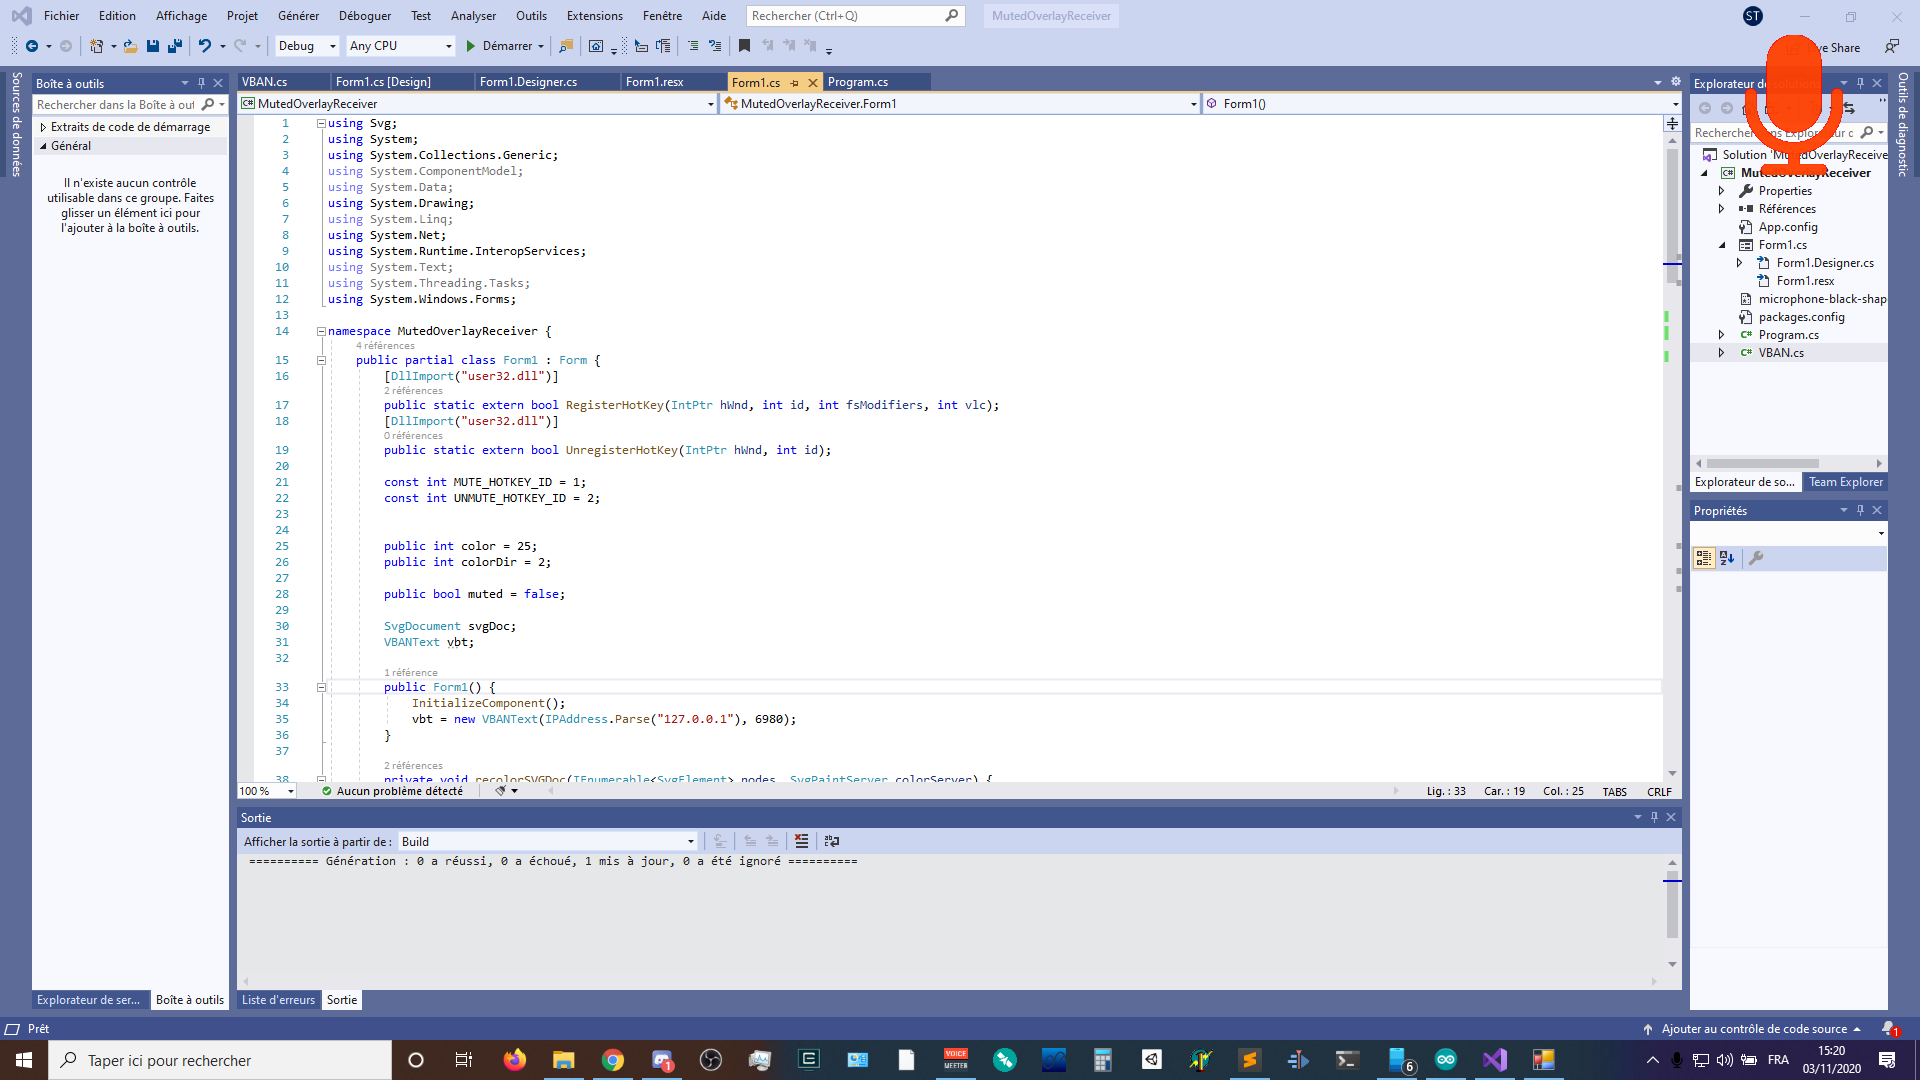 Fichier Edition Affichage Projet Générer Déboguer Test Analyser Outils Extensions Fenêtre Aide Rechercher (Ctrl+Q) MutedOverlayReceiver ST
Debug Any CPU Démarrer Live Share
Sources de données
Boîte à outils
Rechercher dans la Boîte à out
Extraits de code de démarrage
Général
Il n'existe aucun contrôle
utilisable dans ce groupe. Faites
glisser un élément ici pour
l'ajouter à la boîte à outils.
Explorateur de ser... Boîte à outils
VBAN.cs Form1.cs [Design] Form1.Designer.cs Form1.resx Form1.cs Program.cs
MutedOverlayReceiver MutedOverlayReceiver.Form1 Form1()
1 using Svg;
2 using System;
3 using System.Collections.Generic;
4 using System.ComponentModel;
5 using System.Data;
6 using System.Drawing;
7 using System.Linq;
8 using System.Net;
9 using System.Runtime.InteropServices;
10 using System.Text;
11 using System.Threading.Tasks;
12 using System.Windows.Forms;
13
14 namespace MutedOverlayReceiver {
4 références
15 public partial class Form1 : Form {
16 [DllImport("user32.dll")]
2 références
17 public static extern bool RegisterHotKey(IntPtr hWnd, int id, int fsModifiers, int vlc);
18 [DllImport("user32.dll")]
0 références
19 public static extern bool UnregisterHotKey(IntPtr hWnd, int id);
20
21 const int MUTE_HOTKEY_ID = 1;
22 const int UNMUTE_HOTKEY_ID = 2;
23
24
25 public int color = 25;
26 public int colorDir = 2;
27
28 public bool muted = false;
29
30 SvgDocument svgDoc;
31 VBANText vbt;
32
1 référence
33 public Form1() {
34 InitializeComponent();
35 vbt = new VBANText(IPAddress.Parse("127.0.0.1"), 6980);
36 }
37
2 références
38 private void recolorSVGDoc(IEnumerable<SvgElement> nodes, SvgPaintServer colorServer) {
100 % Aucun problème détecté Lig. : 33 Car. : 19 Col. : 25 TABS CRLF
Sortie
Afficher la sortie à partir de : Build
========== Génération : 0 a réussi, 0 a échoué, 1 mis à jour, 0 a été ignoré ==========
Liste d'erreurs Sortie
Explorateur de solutions
Rechercher dans Explorateur d
Solution 'MutedOverlayReceive
MutedOverlayReceiver
Properties
Références
App.config
Form1.cs
Form1.Designer.cs
Form1.resx
microphone-black-shap
packages.config
Program.cs
VBAN.cs
Explorateur de so... Team Explorer
Propriétés
Outils de diagnostic
Prêt Ajouter au contrôle de code source 1
Taper ici pour rechercher 1 VOICE MEETER 6 FRA 15:20
03/11/2020